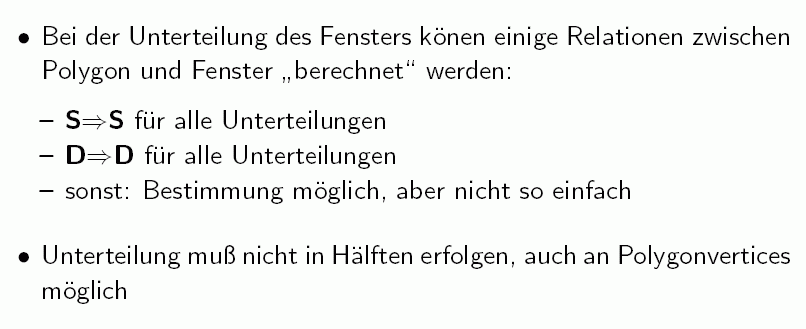 • Bei der Unterteilung des Fensters könen einige Relationen zwischen
Polygon und Fenster „berechnet“ werden:
– S⇒S für alle Unterteilungen
– D⇒D für alle Unterteilungen
– sonst: Bestimmung möglich, aber nicht so einfach
• Unterteilung muß nicht in Hälften erfolgen, auch an Polygonvertices
möglich